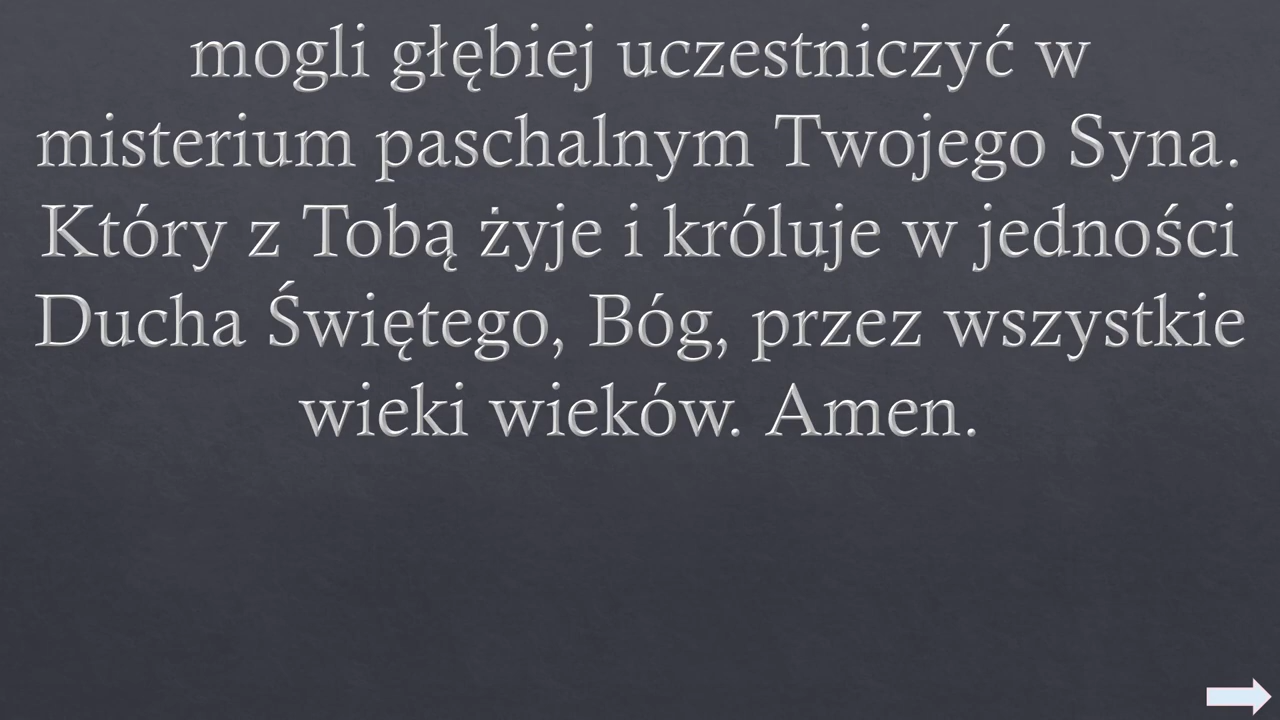 mogli głębiej uczestniczyć w
misterium paschalnym Twojego Syna.
Który z Tobą żyje i króluje w jedności
Ducha Świętego, Bóg, przez wszystkie
wieki wieków. Amen.